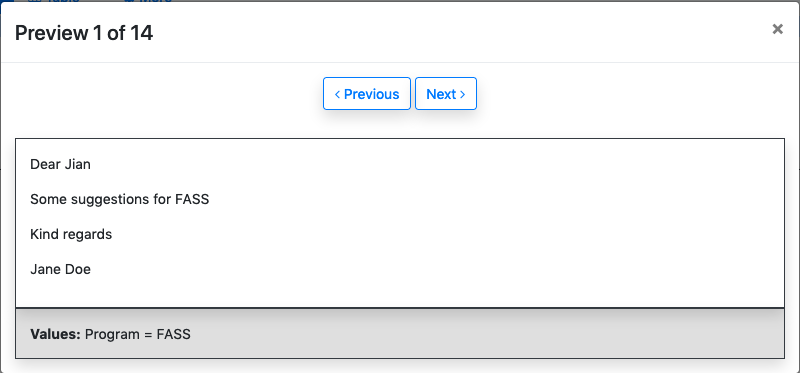 Preview 1 of 14
×
‹ Previous Next ›
Dear Jian
Some suggestions for FASS
Kind regards
Jane Doe
Values: Program = FASS